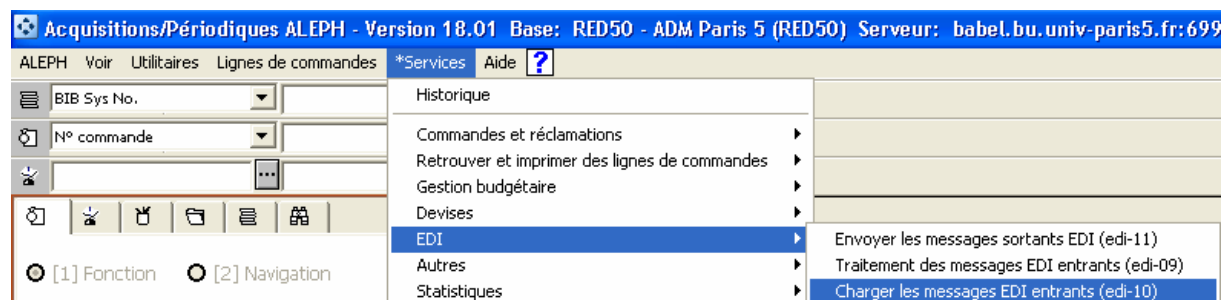 Acquisitions/Périodiques ALEPH - Version 18.01 Base: RED50 - ADM Paris 5 (RED50) Serveur: babel.bu.univ-paris5.fr:699
ALEPH Voir Utilitaires Lignes de commandes *Services Aide ?
BIB Sys No.
Historique
N° commande
Commandes et réclamations
Retrouver et imprimer des lignes de commandes
...
Gestion budgétaire
Devises
EDI
Envoyer les messages sortants EDI (edi-11)
Autres
Traitement des messages EDI entrants (edi-09)
[1] Fonction [2] Navigation
Statistiques
Charger les messages EDI entrants (edi-10)